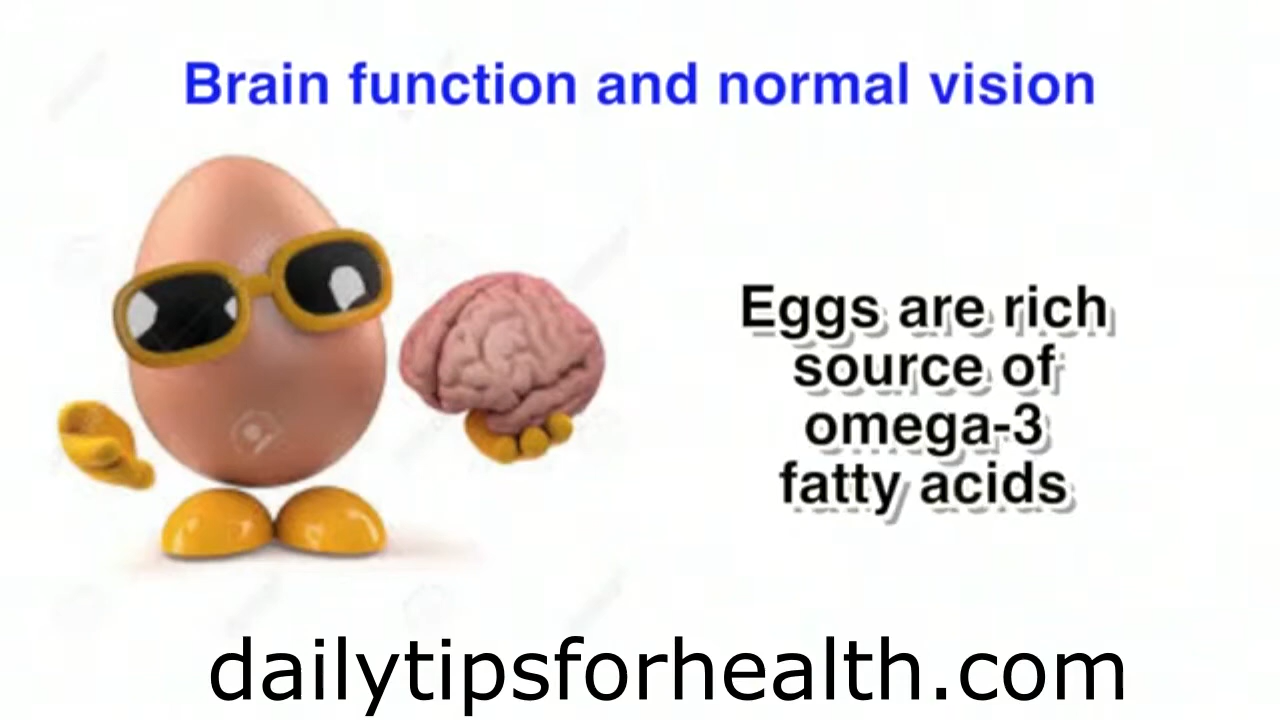 Brain function and normal vision
Eggs are rich
source of
omega-3
fatty acids
dailytipsforhealth.com